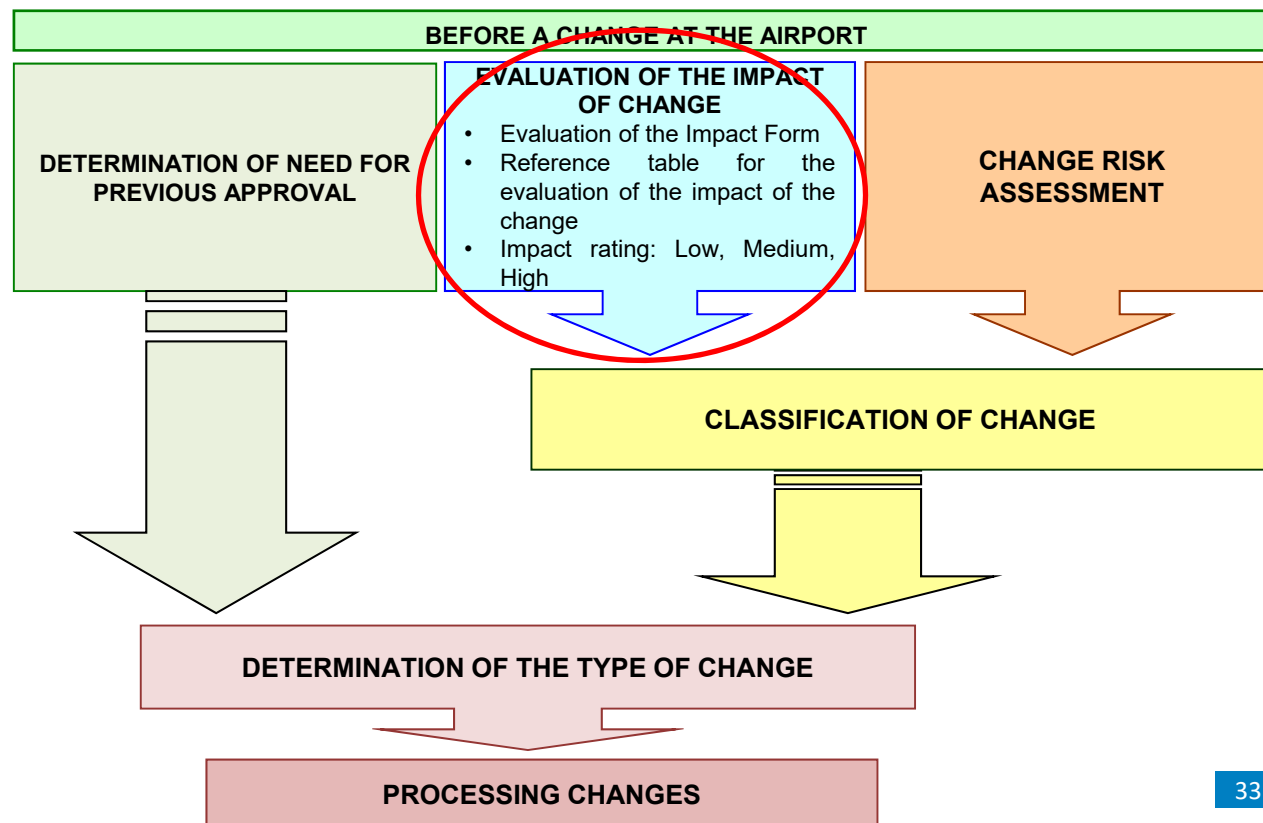 BEFORE A CHANGE AT THE AIRPORT
DETERMINATION OF NEED FOR
PREVIOUS APPROVAL
EVALUATION OF THE IMPACT
OF CHANGE
• Evaluation of the Impact Form
• Reference table for the
evaluation of the impact of the
change
• Impact rating: Low, Medium,
High
CHANGE RISK
ASSESSMENT
CLASSIFICATION OF CHANGE
DETERMINATION OF THE TYPE OF CHANGE
PROCESSING CHANGES
33